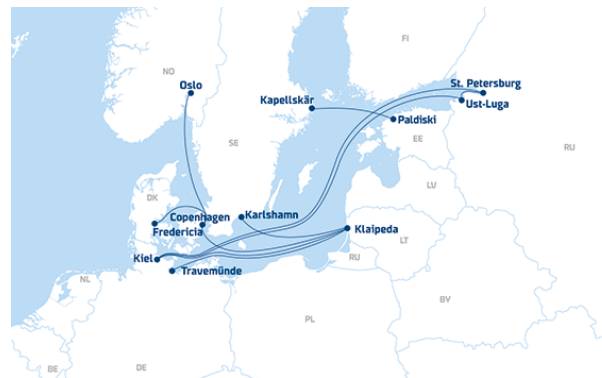 FI
NO
Oslo
St. Petersburg
Kapellskär
Ust-Luga
Paldiski
SE
EE
RU
LV
DK
Copenhagen
Karlshamn
Fredericia
Klaipeda
LT
Kiel
RU
Travemünde
NL
BY
PL
BE
DE